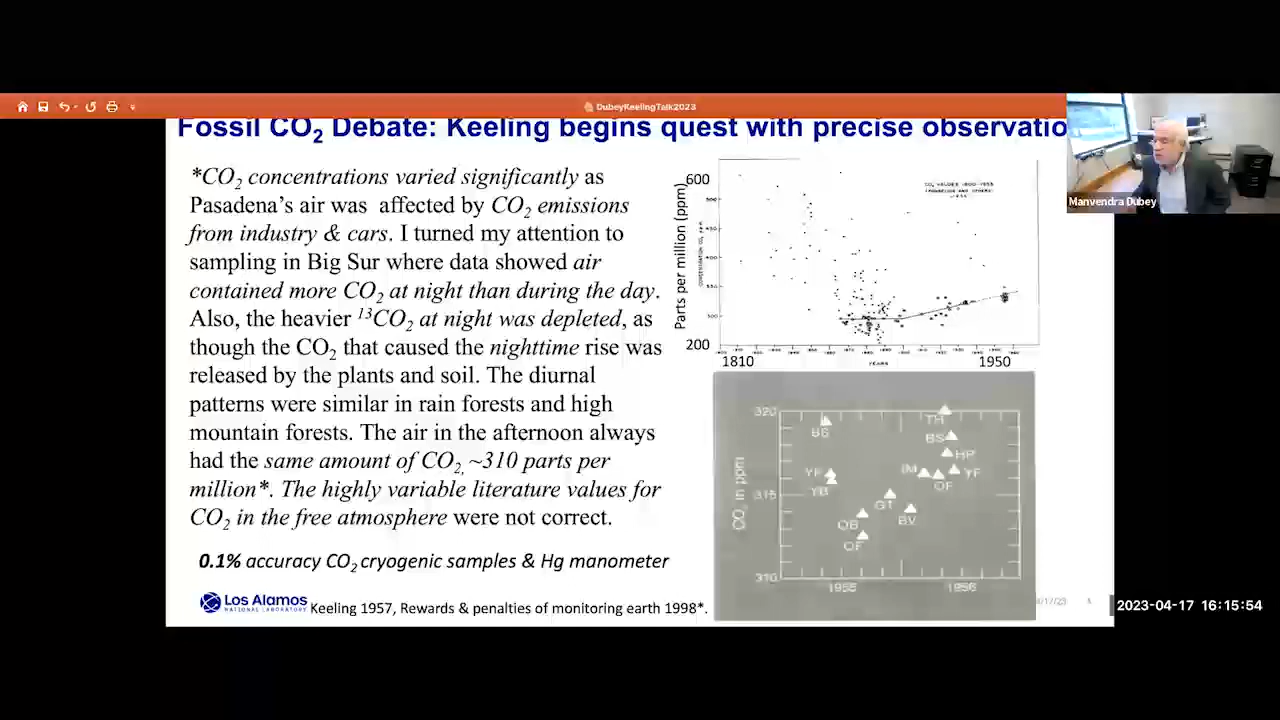 DubeyKeelingTalk2023
Fossil CO2 Debate: Keeling begins quest with precise observatio
Manvendra Dubey
*CO2 concentrations varied significantly as
Pasadena's air was affected by CO2 emissions
from industry & cars. I turned my attention to
sampling in Big Sur where data showed air
contained more CO2 at night than during the day.
Also, the heavier 13CO2 at night was depleted, as
though the CO2 that caused the nighttime rise was
released by the plants and soil. The diurnal
patterns were similar in rain forests and high
mountain forests. The air in the afternoon always
had the same amount of CO2, ~310 parts per
million*. The highly variable literature values for
CO2 in the free atmosphere were not correct.
0.1% accuracy CO2 cryogenic samples & Hg manometer
Los Alamos
NATIONAL LABORATORY
Keeling 1957, Rewards & penalties of monitoring earth 1998*.
Parts per million (ppm)
600
200
1810
YEARS
1950
CO2 in ppm
320
315
310
BS
TH
BS
HP
YF
YB
IM
YF
OF
GT
OB
BV
OF
1955
1956
2023-04-17 16:15:54